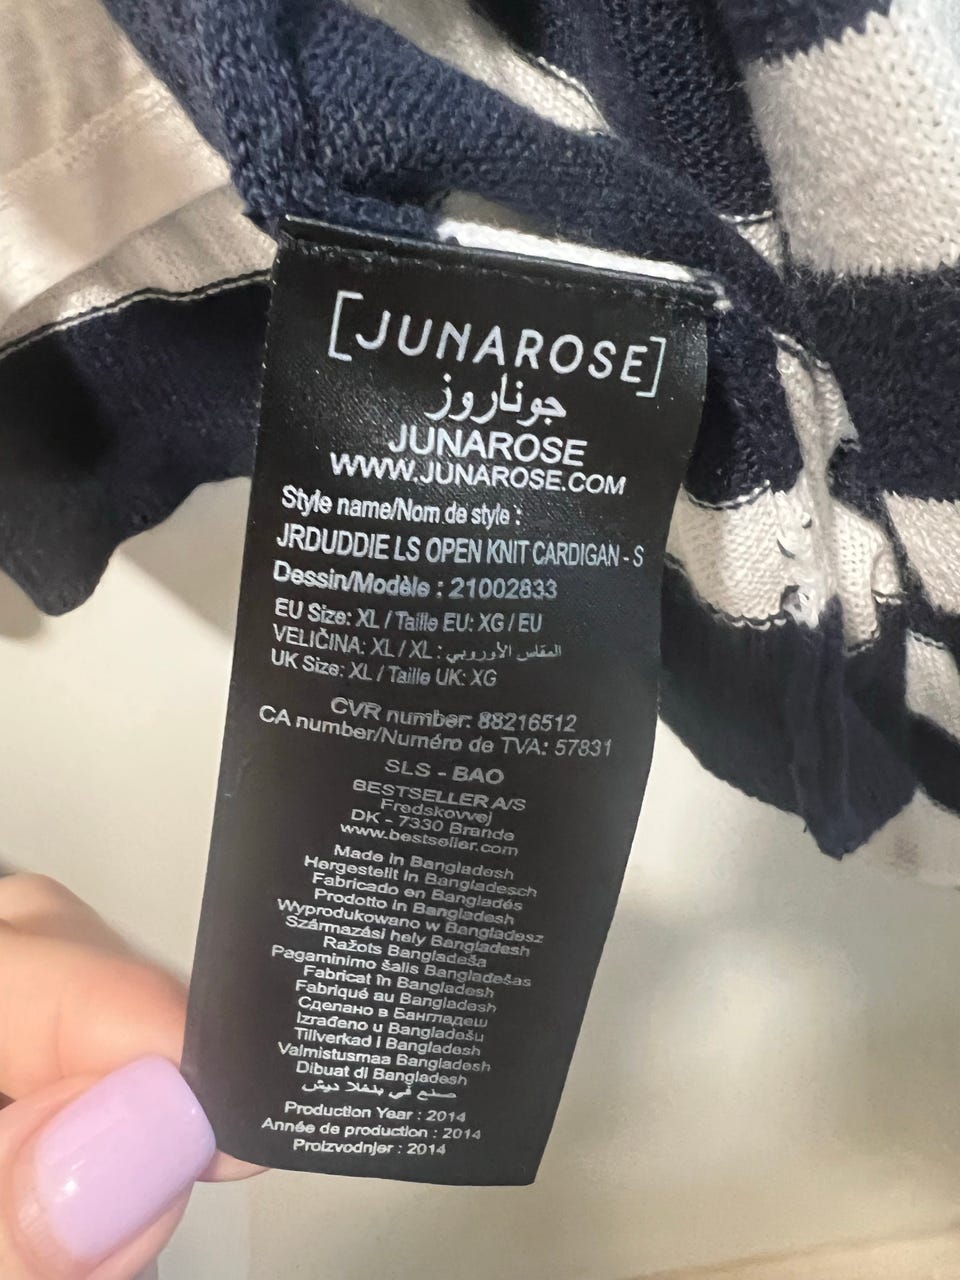 [JUNAROSE]
جوناروز
JUNAROSE
WWW.JUNAROSE.COM
Style name/Nom de style :
JRDUDDIE LS OPEN KNIT CARDIGAN - S
Dessin/Modèle : 21002833
EU Size: XL / Taille EU: XG / EU
VELIČINA: XL / XL : المقاس الأوروبي
UK Size: XL / Taille UK: XG
CVR number: 88216512
CA number/Numéro de TVA: 57831
SLS - BAO
BESTSELLER A/S
Fredskovvej
DK - 7330 Brande
www.bestseller.com
Made in Bangladesh
Hergestellt in Bangladesch
Fabricado en Bangladés
Prodotto in Bangladesh
Wyprodukowano w Bangladesz
Származási hely Bangladesh
Ražots Bangladeša
Pagaminimo šalis Bangladešas
Fabricat în Bangladesh
Fabriqué au Bangladesh
Сделано в Бангладеш
Izrađeno u Bangladešu
Tillverkad i Bangladesh
Valmistusmaa Bangladesh
Dibuat di Bangladesh
صنع في بنغلا ديش
Production Year : 2014
Année de production : 2014
Proizvodnjer : 2014